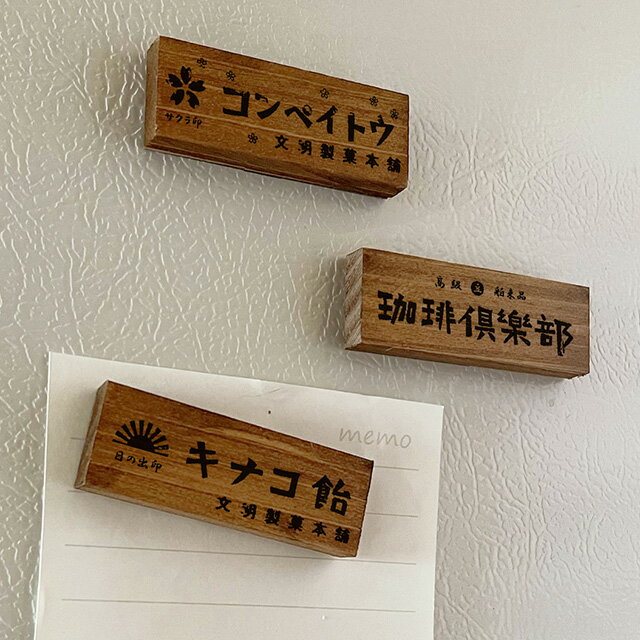 コンペイトウ
サクラ印
文明製菓本舗
高級 舶来品
珈琲倶樂部
memo
キナコ飴
日の出印
文明製菓本舗